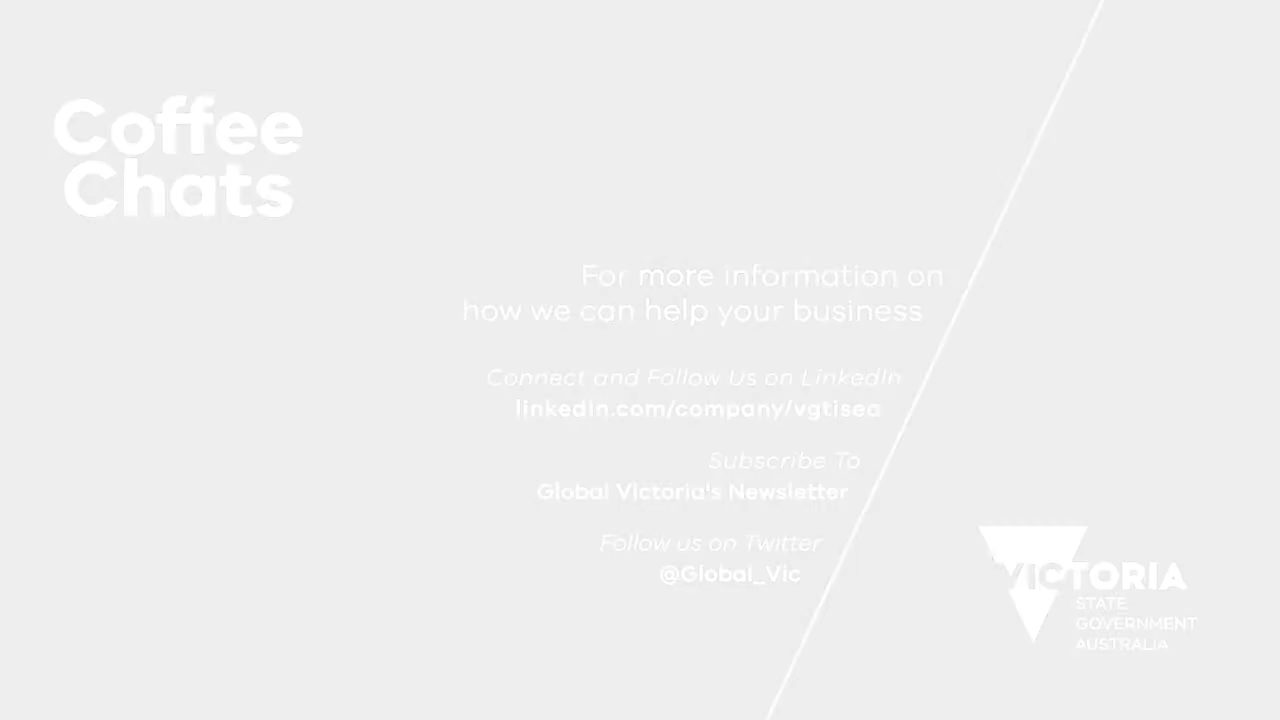 Coffee
Chats
For more information on
how we can help your business
Connect and Follow Us on LinkedIn
linkedin.com/company/vgtisea
Subscribe To
Global Victoria's Newsletter
Follow us on Twitter
@Global_Vic
VICTORIA
STATE
GOVERNMENT
AUSTRALIA